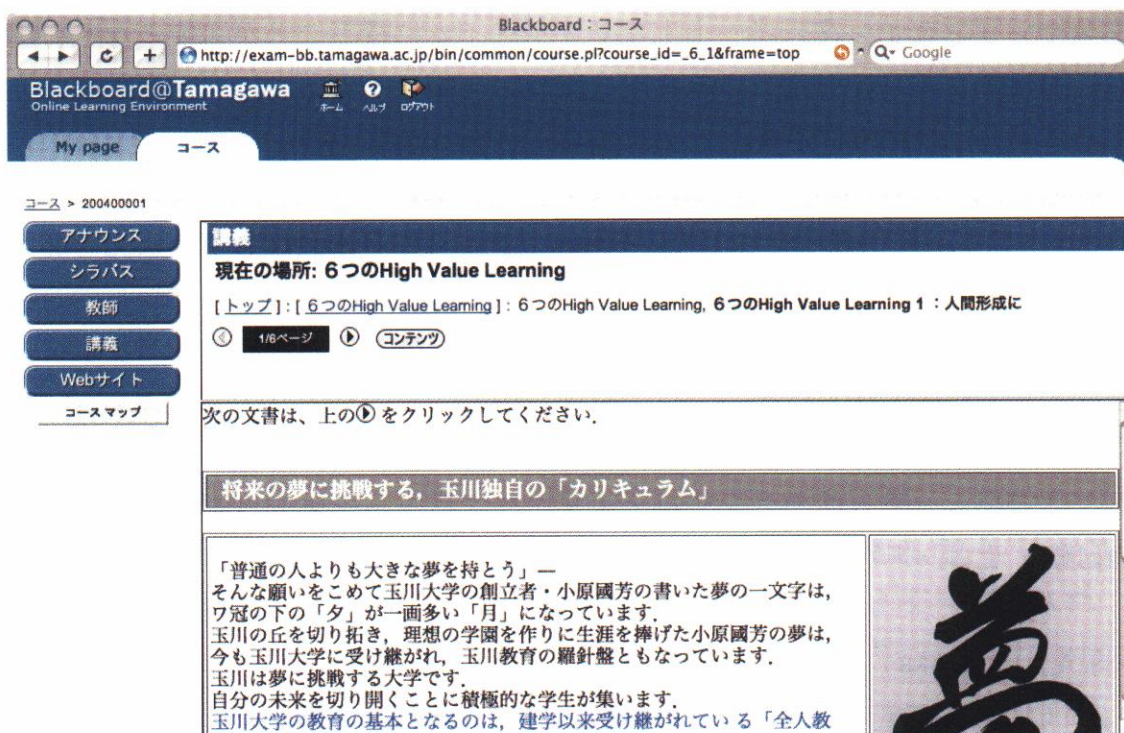 Blackboard : コース
http://exam-bb.tamagawa.ac.jp/bin/common/course.pl?course_id=_6_1&frame=top
Google
Blackboard@Tamagawa
Online Learning Environment
ホーム ヘルプ ログアウト
My page コース
コース > 200400001
アナウンス
シラバス
教師
講義
Webサイト
コース マップ
講義
現在の場所: 6つのHigh Value Learning
[ トップ ] : [ 6つのHigh Value Learning ] : 6つのHigh Value Learning, 6つのHigh Value Learning 1 : 人間形成に
1/6ページ コンテンツ
次の文書は、上の をクリックしてください.
将来の夢に挑戦する，玉川独自の「カリキュラム」
「普通の人よりも大きな夢を持とう」—
そんな願いをこめて玉川大学の創立者・小原國芳の書いた夢の一文字は，
ワ冠の下の「夕」が一画多い「月」になっています．
玉川の丘を切り拓き，理想の学園を作りに生涯を捧げた小原國芳の夢は，
今も玉川大学に受け継がれ，玉川教育の羅針盤ともなっています．
玉川は夢に挑戦する大学です．
自分の未来を切り開くことに積極的な学生が集います．
玉川大学の教育の基本となるのは，建学以来受け継がれてい る「全人教
夢